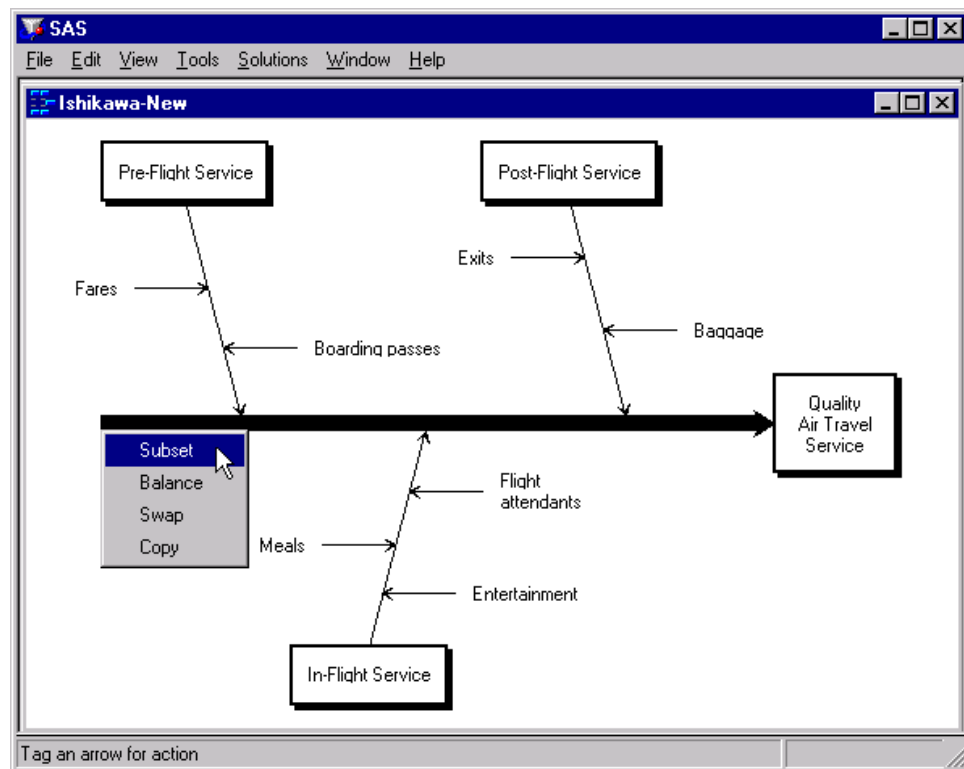 SAS
File Edit View Tools Solutions Window Help
Ishikawa-New
Pre-Flight Service
Post-Flight Service
Exits
Fares
Baggage
Boarding passes
Quality
Air Travel
Service
Subset
Balance
Swap
Copy
Flight
attendants
Meals
Entertainment
In-Flight Service
Tag an arrow for action